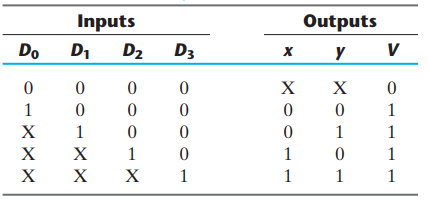 Inputs Outputs
D0 D1 D2 D3 x y V
0 0 0 0 X X 0
1 0 0 0 0 0 1
X 1 0 0 0 1 1
X X 1 0 1 0 1
X X X 1 1 1 1